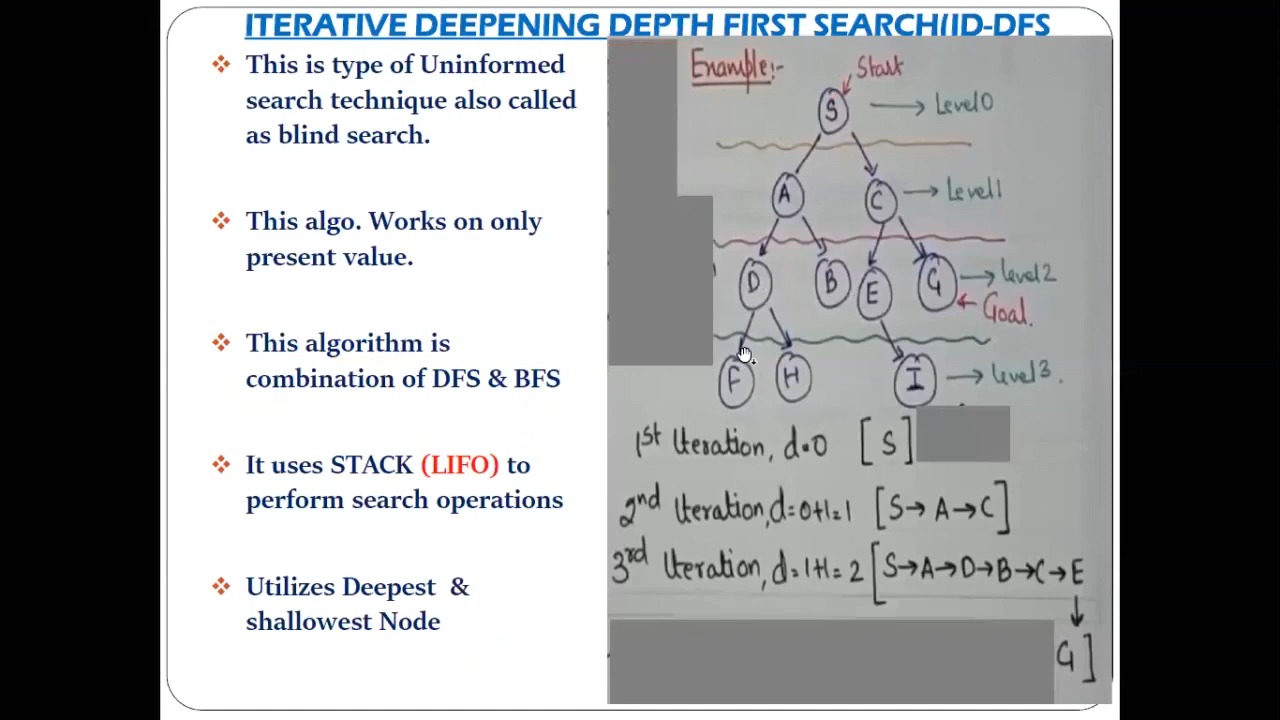 ITERATIVE DEEPENING DEPTH FIRST SEARCH(ID-DFS
This is type of Uninformed
search technique also called
as blind search.
This algo. Works on only
present value.
This algorithm is
combination of DFS & BFS
It uses STACK (LIFO) to
perform search operations
Utilizes Deepest &
shallowest Node
Example:-
Start
S → Level 0
A C → Level 1
D B E G → Level 2
← Goal.
F H I → Level 3.
1st Iteration, d=0 [S]
2nd Iteration, d=0+1=1 [S→A→C]
3rd Iteration, d=1+1=2 [S→A→D→B→C→E
↓
G]